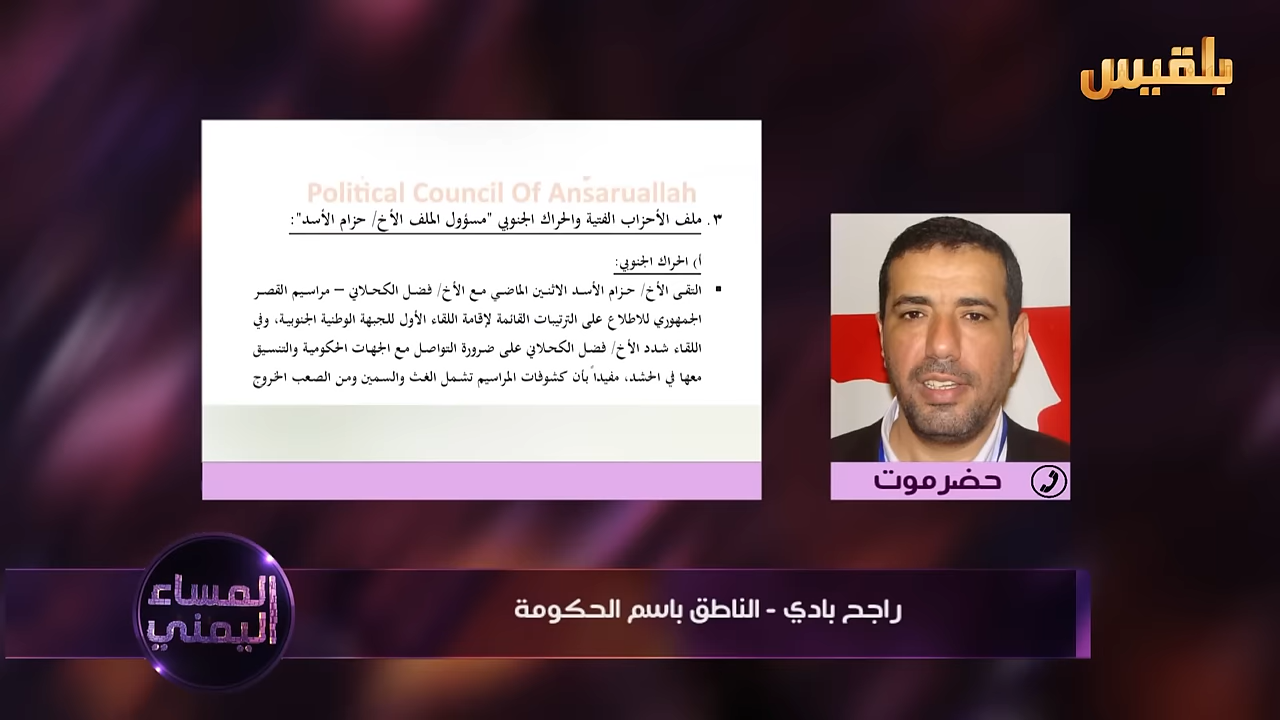 بلقيس
Political Council Of Ansaruallah
٣. ملف الأحزاب الفتية والحراك الجنوبي "مسؤول الملف الأخ/ حزام الأسد":
أ) الحراك الجنوبي:
▪ التقى الأخ/ حزام الأسد الاثنين الماضي مع الأخ/ فضل الكحلاني – مراسيم القصر
الجمهوري للاطلاع على الترتيبات القائمة لإقامة اللقاء الأول للجبهة الوطنية الجنوبية، وفي
اللقاء شدد الأخ/ فضل الكحلاني على ضرورة التواصل مع الجهات الحكومية والتنسيق
معها في الحشد، مفيداً بأن كشوفات المراسيم تشمل الغث والسمين ومن الصعب الخروج
حضرموت
راجح بادي - الناطق باسم الحكومة
المساء
اليمني